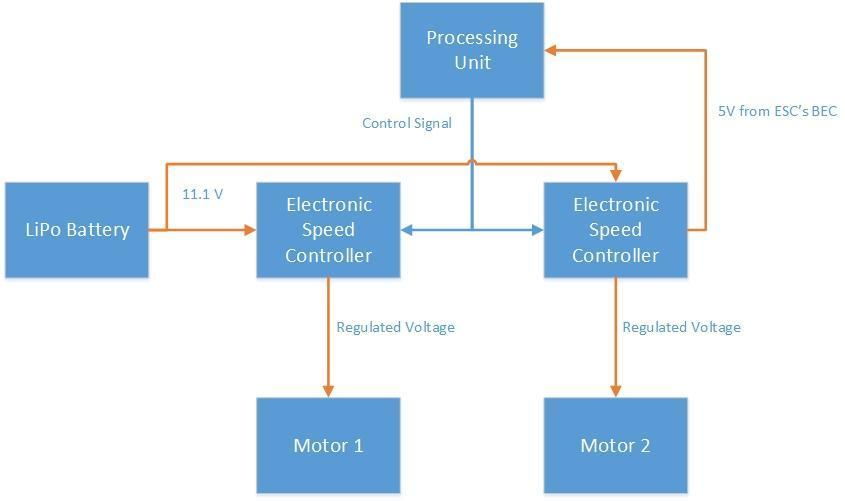 Processing
Unit
5V from ESC's BEC
Control Signal
11.1 V
LiPo Battery
Electronic
Speed
Controller
Electronic
Speed
Controller
Regulated Voltage
Regulated Voltage
Motor 1
Motor 2